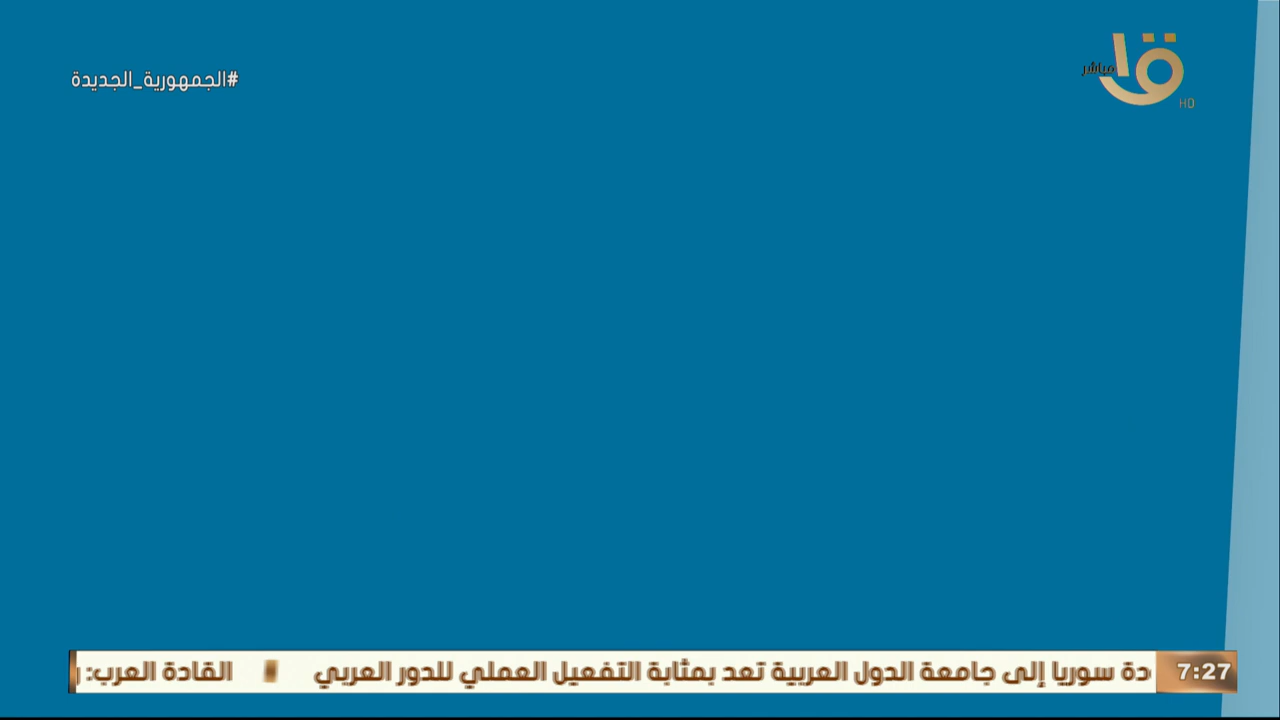 مباشر
HD
#الجمهورية_الجديدة
7:27
دة سوريا إلى جامعة الدول العربية تعد بمثابة التفعيل العملي للدور العربي
القادة العرب: